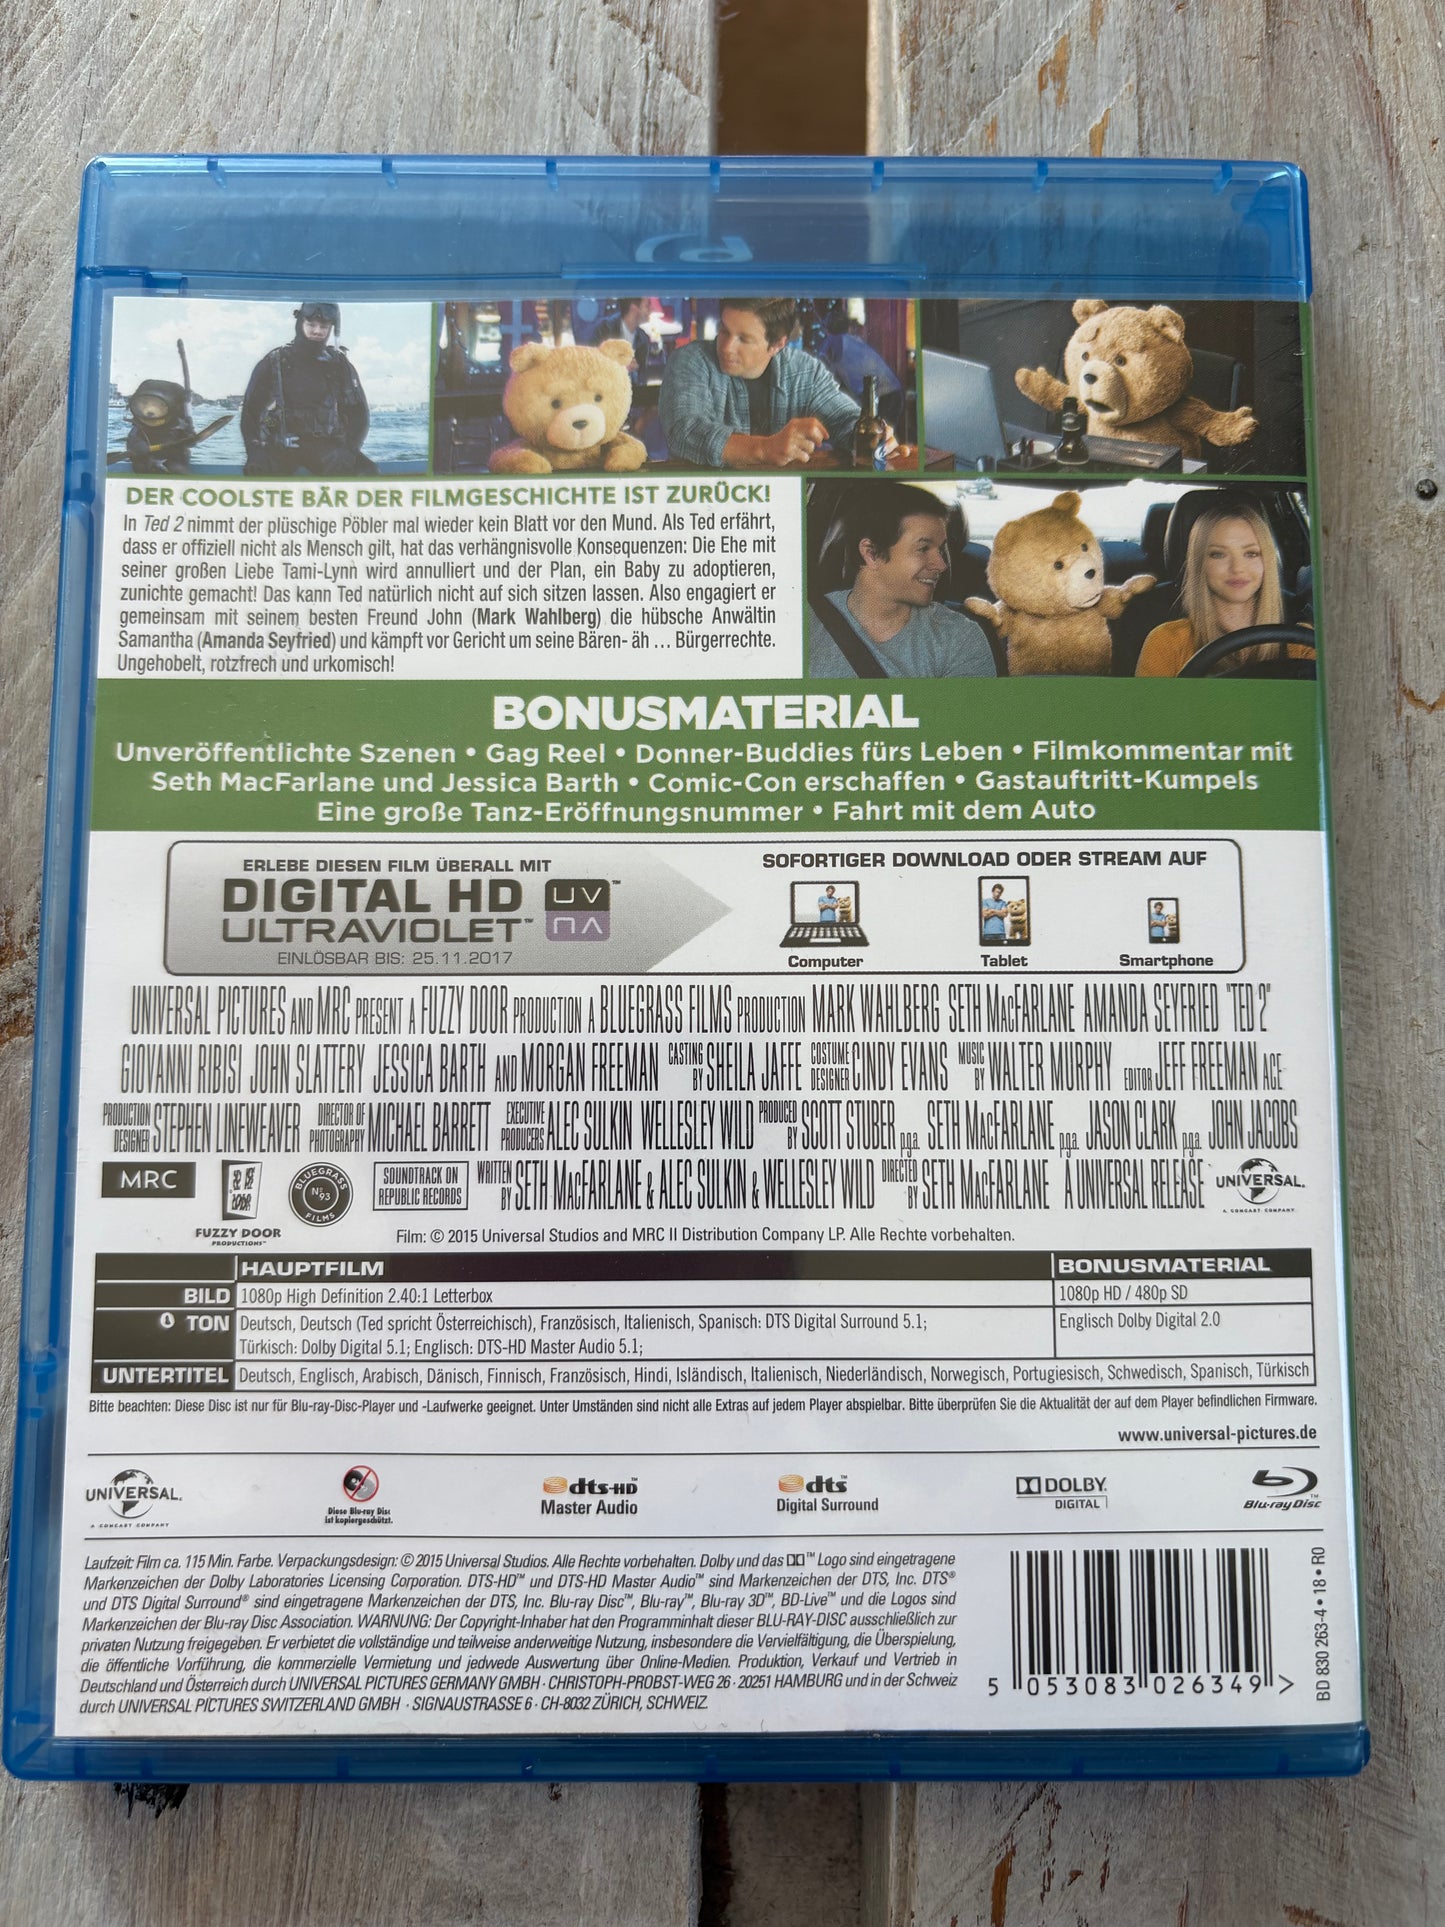 DER COOLSTE BÄR DER FILMGESCHICHTE IST ZURÜCK!
In Ted 2 nimmt der plüschige Pöbler mal wieder kein Blatt vor den Mund. Als Ted erfährt,
dass er offiziell nicht als Mensch gilt, hat das verhängnisvolle Konsequenzen: Die Ehe mit
seiner großen Liebe Tami-Lynn wird annulliert und der Plan, ein Baby zu adoptieren,
zunichte gemacht! Das kann Ted natürlich nicht auf sich sitzen lassen. Also engagiert er
gemeinsam mit seinem besten Freund John (Mark Wahlberg) die hübsche Anwältin
Samantha (Amanda Seyfried) und kämpft vor Gericht um seine Bären- äh ... Bürgerrechte.
Ungehobelt, rotzfrech und urkomisch!
BONUSMATERIAL
Unveröffentlichte Szenen • Gag Reel • Donner-Buddies fürs Leben • Filmkommentar mit
Seth MacFarlane und Jessica Barth • Comic-Con erschaffen • Gastauftritt-Kumpels
Eine große Tanz-Eröffnungsnummer • Fahrt mit dem Auto
ERLEBE DIESEN FILM ÜBERALL MIT
DIGITAL HD
ULTRAVIOLET™
UV™
EINLÖSBAR BIS: 25.11.2017
SOFORTIGER DOWNLOAD ODER STREAM AUF
Computer Tablet Smartphone
UNIVERSAL PICTURES AND MRC PRESENT A FUZZY DOOR PRODUCTION A BLUEGRASS FILMS PRODUCTION MARK WAHLBERG SETH MacFARLANE AMANDA SEYFRIED "TED 2"
GIOVANNI RIBISI JOHN SLATTERY JESSICA BARTH AND MORGAN FREEMAN CASTING BY SHEILA JAFFE COSTUME DESIGNER CINDY EVANS MUSIC BY WALTER MURPHY EDITOR JEFF FREEMAN ACE
PRODUCTION DESIGNER STEPHEN LINEWEAVER DIRECTOR OF PHOTOGRAPHY MICHAEL BARRETT EXECUTIVE PRODUCERS ALEC SULKIN WELLESLEY WILD PRODUCED BY SCOTT STUBER p.g.a. SETH MacFARLANE p.g.a. JASON CLARK p.g.a. JOHN JACOBS
MRC
FUZZY DOOR
PRODUCTIONS™
BLUEGRASS
Nº 93
FILMS
SOUNDTRACK ON
REPUBLIC RECORDS
WRITTEN BY SETH MacFARLANE & ALEC SULKIN & WELLESLEY WILD DIRECTED BY SETH MacFARLANE A UNIVERSAL RELEASE
UNIVERSAL
A COMCAST COMPANY
Film: © 2015 Universal Studios and MRC II Distribution Company LP. Alle Rechte vorbehalten.
HAUPTFILM BONUSMATERIAL
BILD 1080p High Definition 2.40:1 Letterbox 1080p HD / 480p SD
TON Deutsch, Deutsch (Ted spricht Österreichisch), Französisch, Italienisch, Spanisch: DTS Digital Surround 5.1; Englisch Dolby Digital 2.0
Türkisch: Dolby Digital 5.1; Englisch: DTS-HD Master Audio 5.1;
UNTERTITEL Deutsch, Englisch, Arabisch, Dänisch, Finnisch, Französisch, Hindi, Isländisch, Italienisch, Niederländisch, Norwegisch, Portugiesisch, Schwedisch, Spanisch, Türkisch
Bitte beachten: Diese Disc ist nur für Blu-ray-Disc-Player und -Laufwerke geeignet. Unter Umständen sind nicht alle Extras auf jedem Player abspielbar. Bitte überprüfen Sie die Aktualität der auf dem Player befindlichen Firmware.
www.universal-pictures.de
UNIVERSAL
A COMCAST COMPANY
Diese Blu-ray Disc
ist kopiergeschützt.
dts-HD™
Master Audio
dts™
Digital Surround
DOLBY
DIGITAL
Blu-ray Disc™
Laufzeit: Film ca. 115 Min. Farbe. Verpackungsdesign: © 2015 Universal Studios. Alle Rechte vorbehalten. Dolby und das ™ Logo sind eingetragene
Markenzeichen der Dolby Laboratories Licensing Corporation. DTS-HD™ und DTS-HD Master Audio™ sind Markenzeichen der DTS, Inc. DTS®
und DTS Digital Surround® sind eingetragene Markenzeichen der DTS, Inc. Blu-ray Disc™, Blu-ray™, Blu-ray 3D™, BD-Live™ und die Logos sind
Markenzeichen der Blu-ray Disc Association. WARNUNG: Der Copyright-Inhaber hat den Programminhalt dieser BLU-RAY-DISC ausschließlich zur
privaten Nutzung freigegeben. Er verbietet die vollständige und teilweise anderweitige Nutzung, insbesondere die Vervielfältigung, die Überspielung,
die öffentliche Vorführung, die kommerzielle Vermietung und jedwede Auswertung über Online-Medien. Produktion, Verkauf und Vertrieb in
Deutschland und Österreich durch UNIVERSAL PICTURES GERMANY GMBH · CHRISTOPH-PROBST-WEG 26 · 20251 HAMBURG und in der Schweiz
durch UNIVERSAL PICTURES SWITZERLAND GMBH · SIGNAUSTRASSE 6 · CH-8032 ZÜRICH, SCHWEIZ.
5 053083 026349 >
BD 830 263-4 • 18 • R0